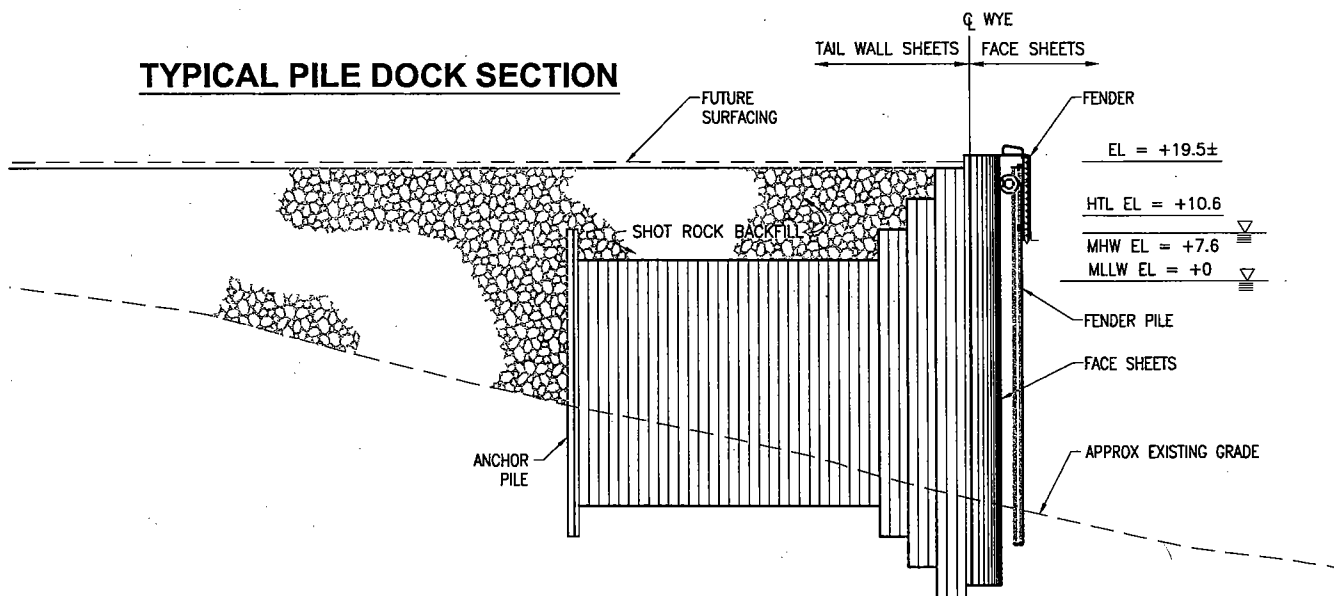 ℄ WYE
TAIL WALL SHEETS
FACE SHEETS
TYPICAL PILE DOCK SECTION
FUTURE
SURFACING
FENDER
EL = +19.5±
HTL EL = +10.6
SHOT ROCK BACKFILL
MHW EL = +7.6
MLLW EL = +0
FENDER PILE
FACE SHEETS
ANCHOR
PILE
APPROX EXISTING GRADE